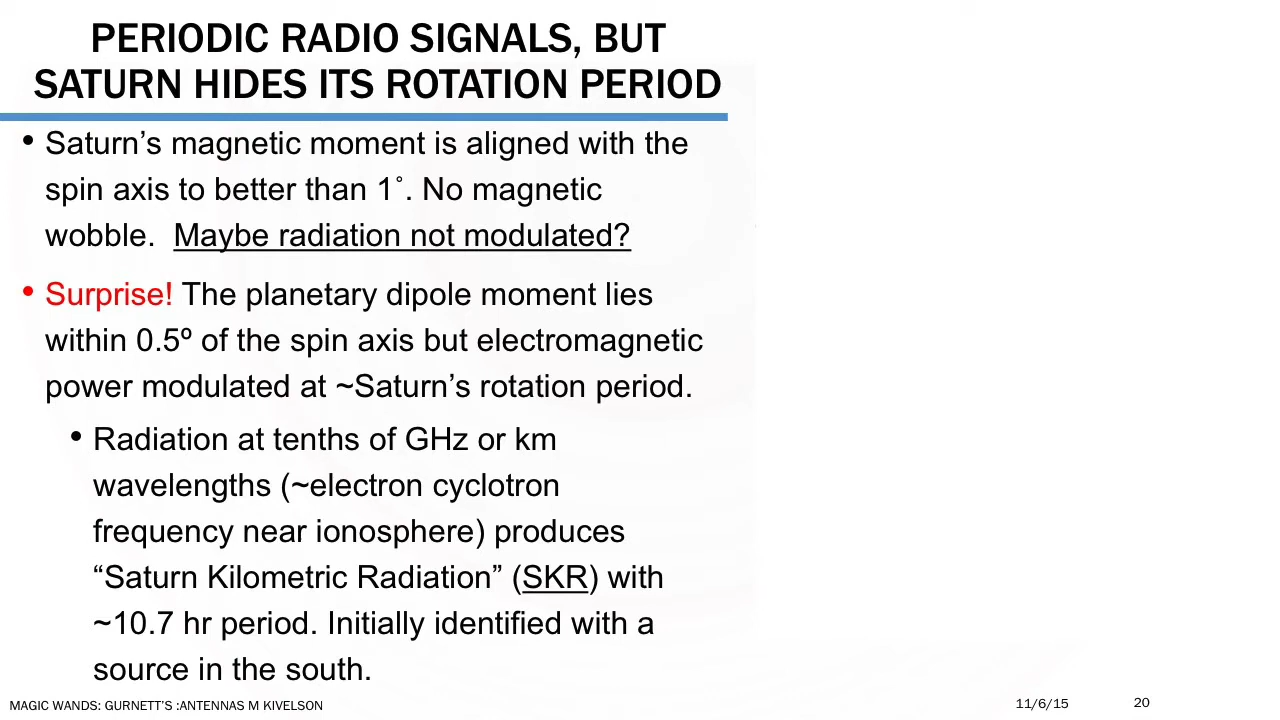 PERIODIC RADIO SIGNALS, BUT
SATURN HIDES ITS ROTATION PERIOD
• Saturn’s magnetic moment is aligned with the
spin axis to better than 1˚. No magnetic
wobble.  Maybe radiation not modulated?
• Surprise! The planetary dipole moment lies
within 0.5º of the spin axis but electromagnetic
power modulated at ~Saturn’s rotation period.
• Radiation at tenths of GHz or km
wavelengths (~electron cyclotron
frequency near ionosphere) produces
“Saturn Kilometric Radiation” (SKR) with
~10.7 hr period. Initially identified with a
source in the south.
MAGIC WANDS: GURNETT’S :ANTENNAS M KIVELSON
11/6/15
20